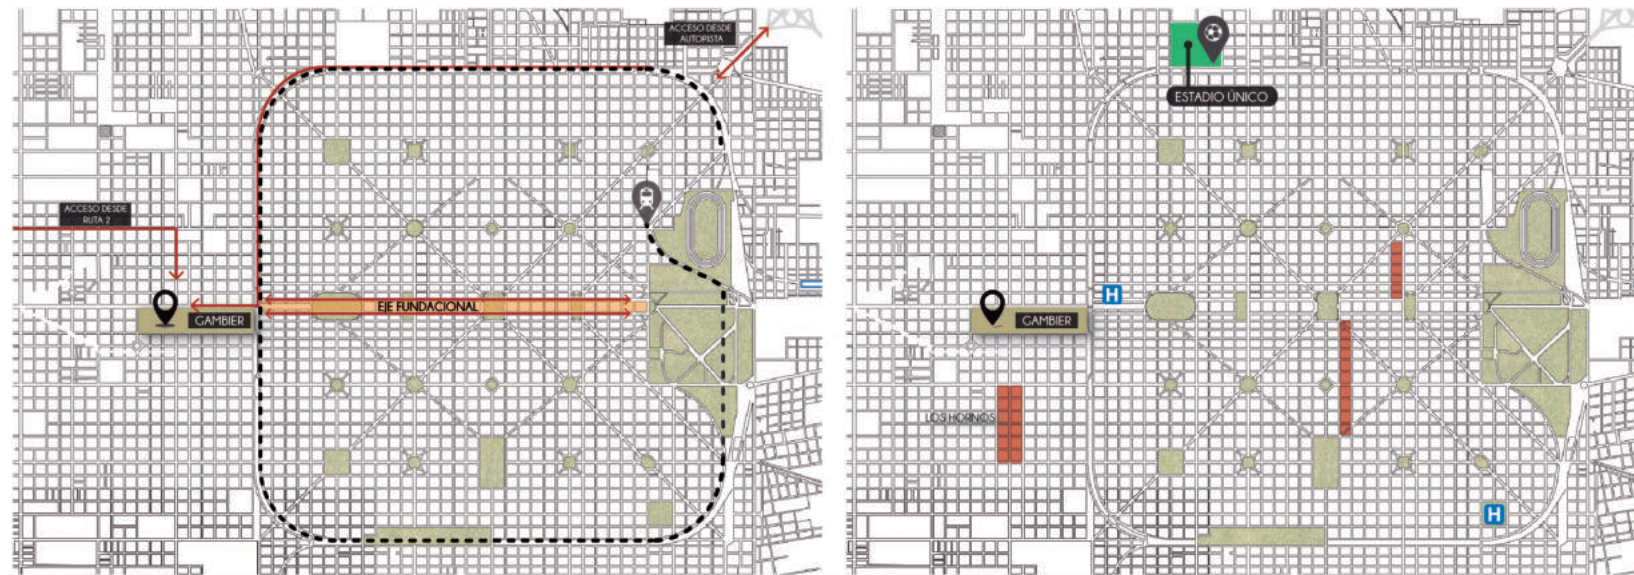 ACCESO DESDE
AUTOPISTA
ACCESO DESDE
RUTA 2
EJE FUNDACIONAL
GAMBIER
ESTADIO ÚNICO
H
GAMBIER
LOS HORNOS
H